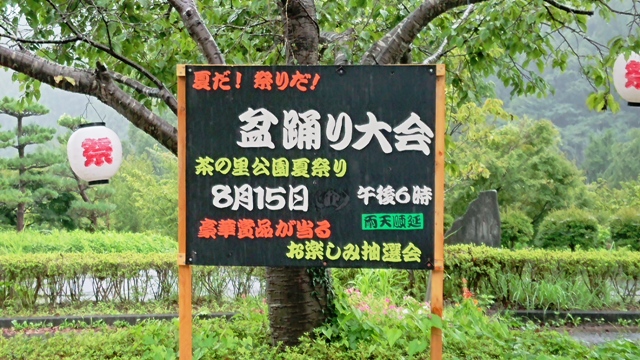 夏だ！祭りだ！
盆踊り大会
茶の里公園夏祭り
8月15日 午後6時
雨天順延
豪華賞品が当る
お楽しみ抽選会
祭
祭